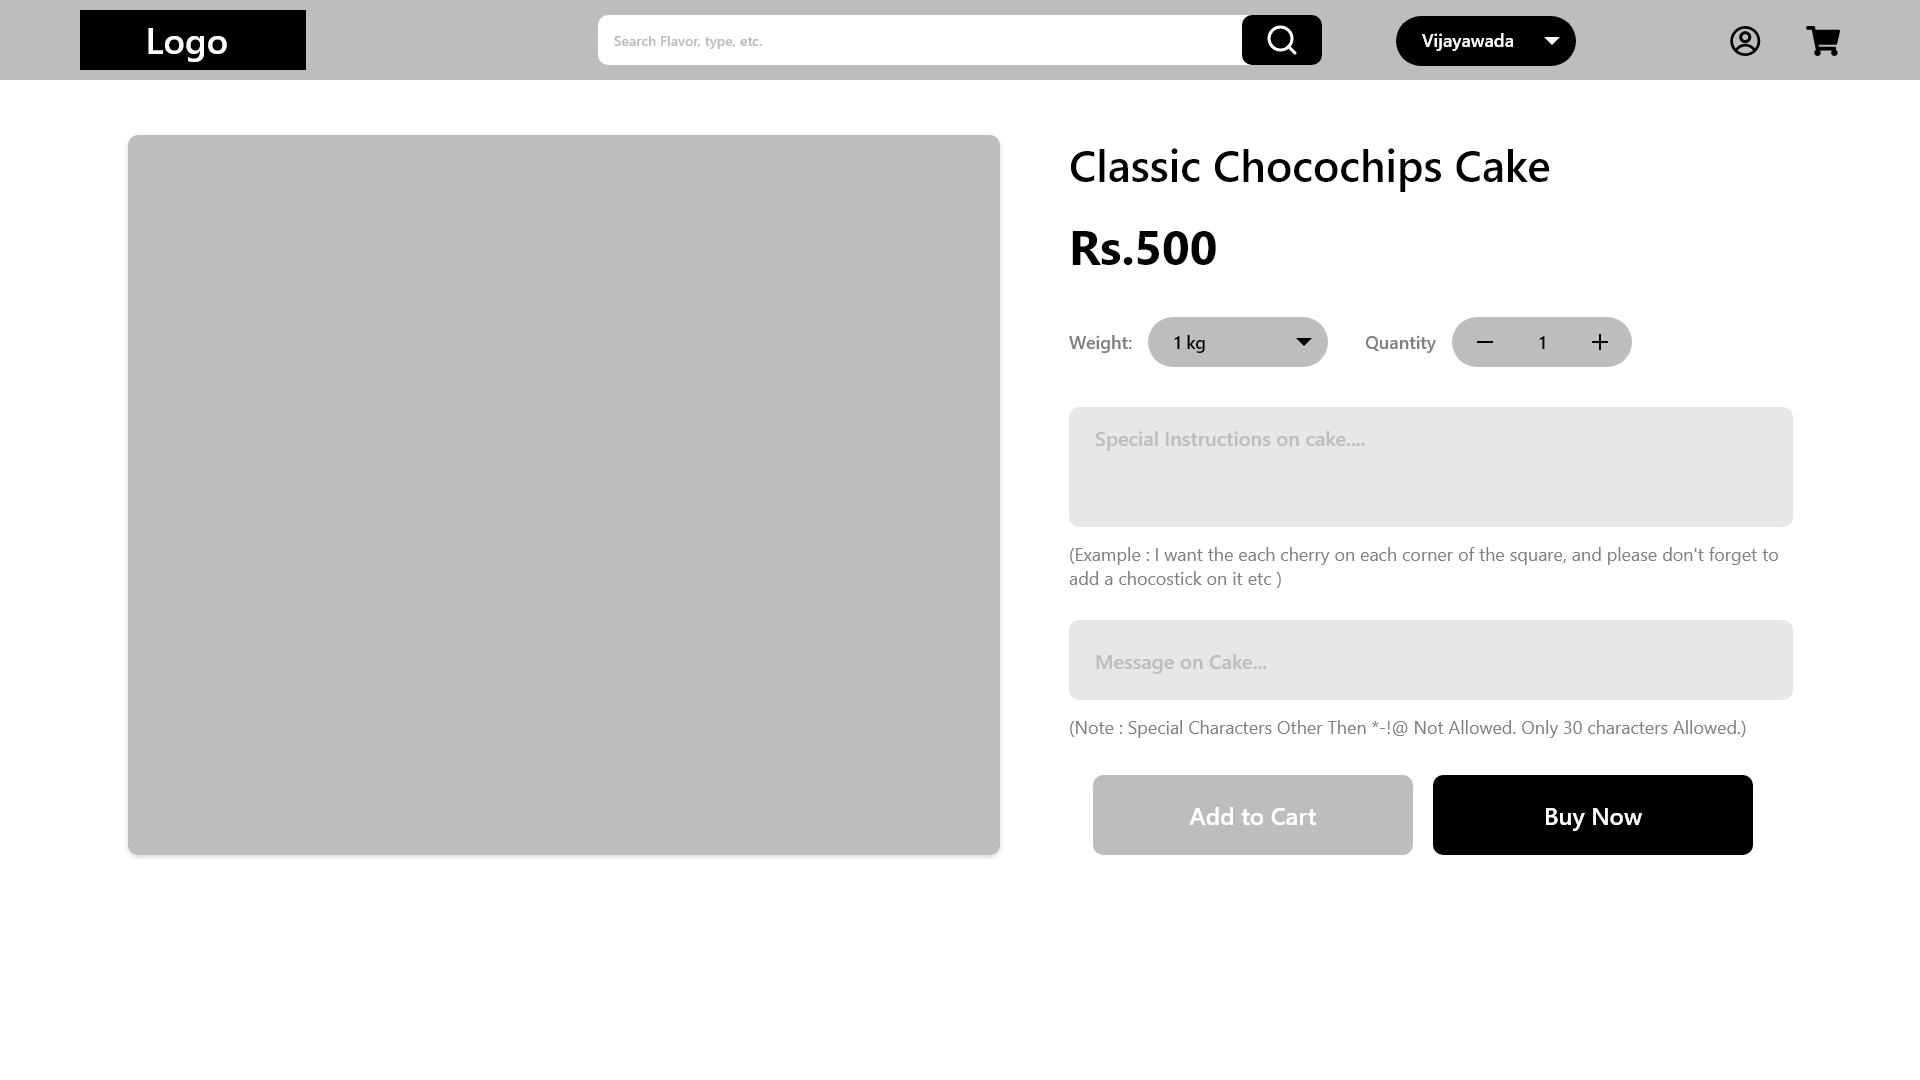 Logo
Search Flavor, type, etc.
Vijayawada
Classic Chocochips Cake
Rs.500
Weight: 1 kg Quantity 1
Special Instructions on cake....
(Example : I want the each cherry on each corner of the square, and please don't forget to
add a chocostick on it etc )
Message on Cake...
(Note : Special Characters Other Then *-!@ Not Allowed. Only 30 characters Allowed.)
Add to Cart
Buy Now